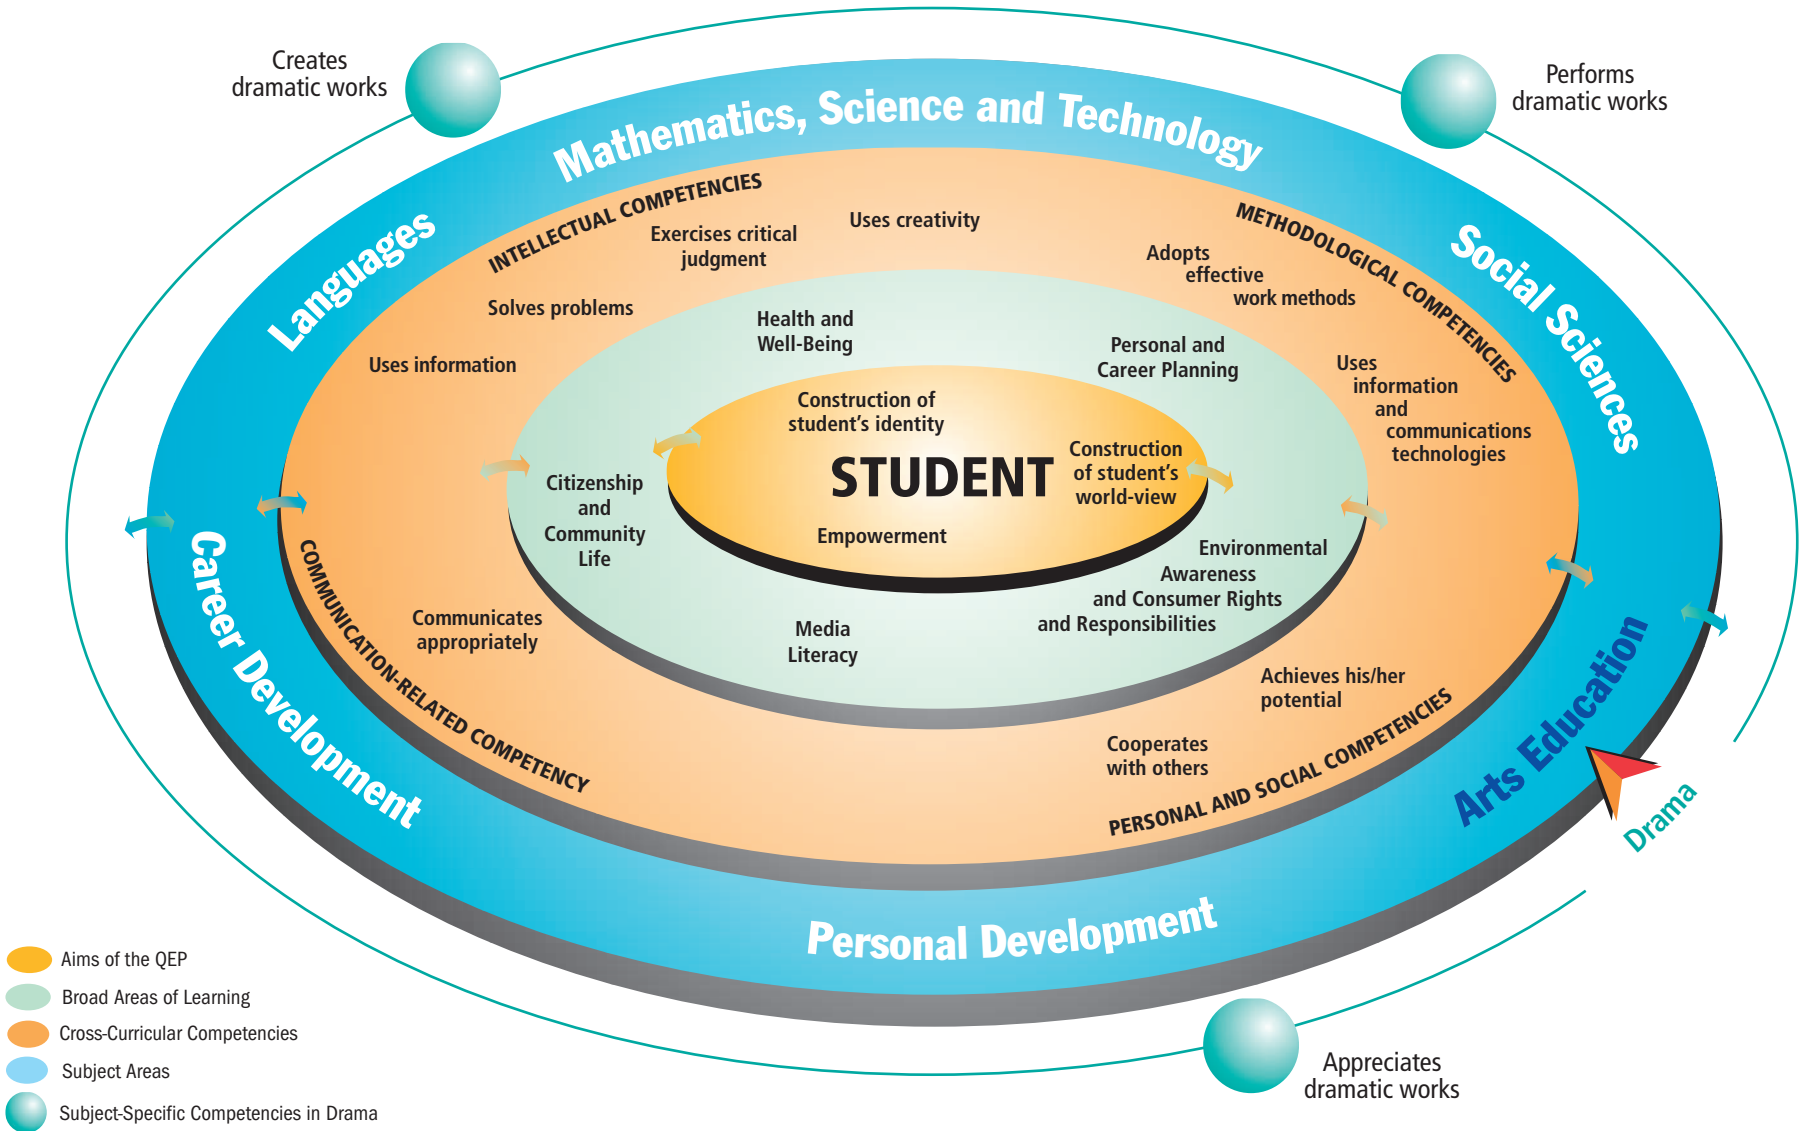 Creates
dramatic works
Performs
dramatic works
Mathematics, Science and Technology
Languages
Social Sciences
INTELLECTUAL COMPETENCIES
METHODOLOGICAL COMPETENCIES
Uses creativity
Exercises critical
judgment
Solves problems
Uses information
Adopts
effective
work methods
Uses
information
and
communications
technologies
Health and
Well-Being
Personal and
Career Planning
Construction of
student’s identity
STUDENT
Construction
of student’s
world-view
Empowerment
Citizenship
and
Community
Life
Environmental
Awareness
and Consumer Rights
and Responsibilities
Media
Literacy
Communicates
appropriately
COMMUNICATION-RELATED COMPETENCY
Achieves his/her
potential
Cooperates
with others
PERSONAL AND SOCIAL COMPETENCIES
Career Development
Arts Education
Drama
Personal Development
Appreciates
dramatic works
Aims of the QEP
Broad Areas of Learning
Cross-Curricular Competencies
Subject Areas
Subject-Specific Competencies in Drama